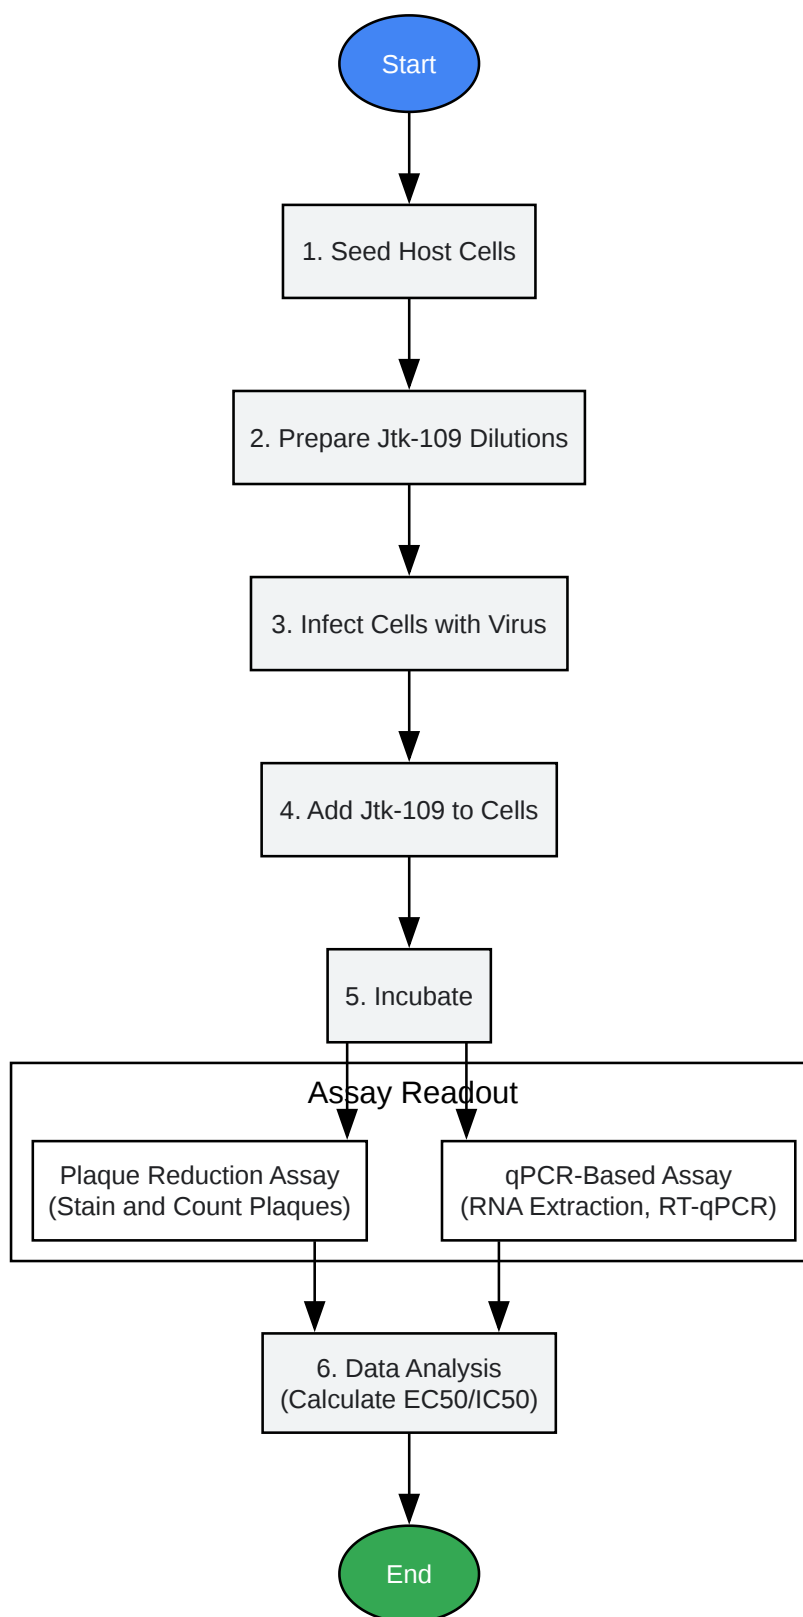 Start
1. Seed Host Cells
2. Prepare Jtk-109 Dilutions
3. Infect Cells with Virus
4. Add Jtk-109 to Cells
5. Incubate
Assay Readout
Plaque Reduction Assay
(Stain and Count Plaques)
qPCR-Based Assay
(RNA Extraction, RT-qPCR)
6. Data Analysis
(Calculate EC50/IC50)
End